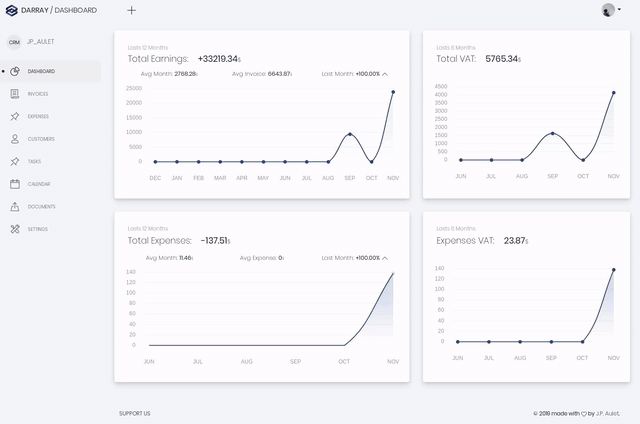 DARRAY / DASHBOARD
CRM JP_AULET
DASHBOARD
INVOICES
EXPENSES
CUSTOMERS
TASKS
CALENDAR
DOCUMENTS
SETTINGS
Lasts 12 Months
Total Earnings: +33219.34$
Avg Month: 2768.28$ Avg Invoice: 6643.87$ Last Month: +100.00%
25000
20000
15000
10000
5000
0
DEC JAN FEB MAR APR MAY JUN JUL AUG SEP OCT NOV
Lasts 6 Months
Total VAT: 5765.34$
4500
4000
3500
3000
2500
2000
1500
1000
500
0
JUN JUL AUG SEP OCT NOV
Lasts 12 Months
Total Expenses: -137.51$
Avg Month: 11.46$ Avg Expense: 0$ Last Month: +100.00%
140
120
100
80
60
40
20
0
JUN JUL AUG SEP OCT NOV
Lasts 6 Months
Expenses VAT: 23.87$
140
120
100
80
60
40
20
0
JUN JUL AUG SEP OCT NOV
SUPPORT US
© 2019 made with by J.P. Aulet.